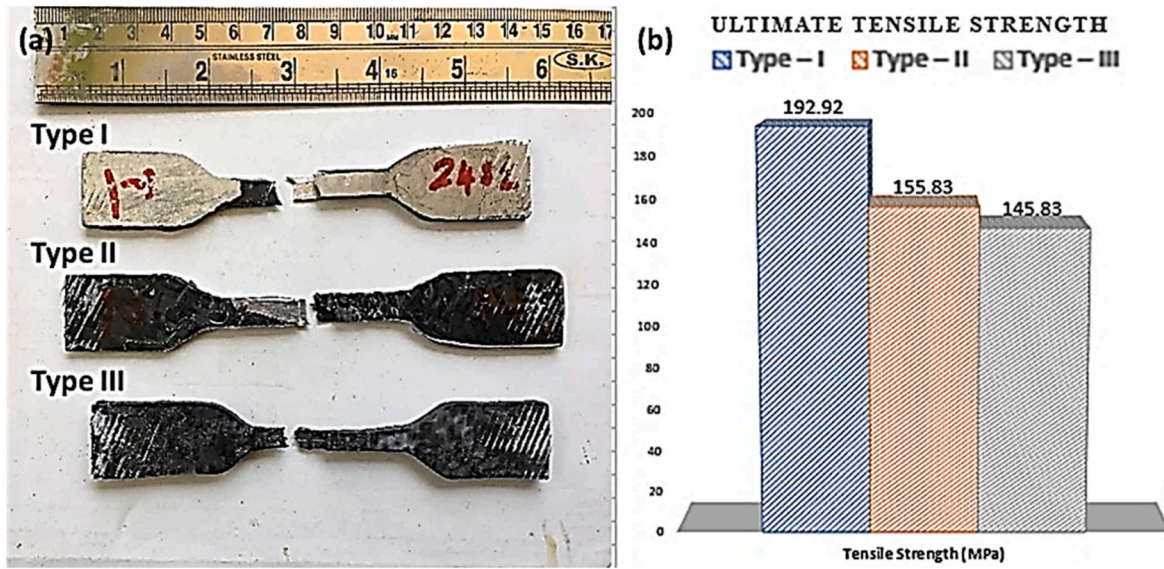 (a)
1 2 3 4 5 6 7 8 9 10 MM 11 12 13 14 15 16 17
STAINLESS STEEL
1 2 3 4 16 5 6 S.K.
Type I
Type II
Type III
(b) ULTIMATE TENSILE STRENGTH
Type – I Type – II Type – III
200
180
160
140
120
100
80
60
40
20
0
192.92
155.83
145.83
Tensile Strength (MPa)